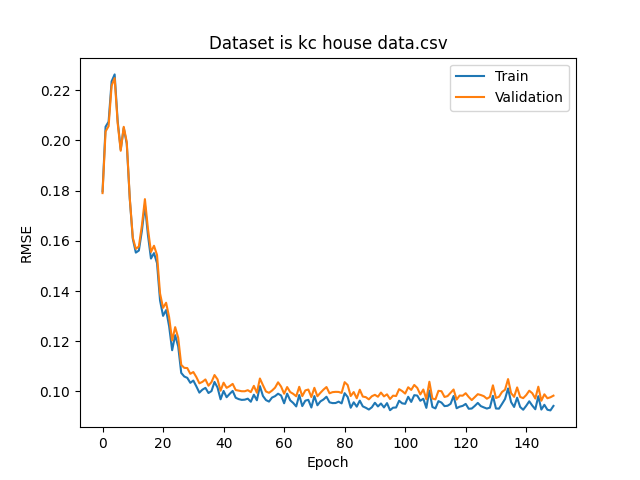 Dataset is kc house data.csv
Train
Validation
RMSE
0.22
0.20
0.18
0.16
0.14
0.12
0.10
0 20 40 60 80 100 120 140
Epoch